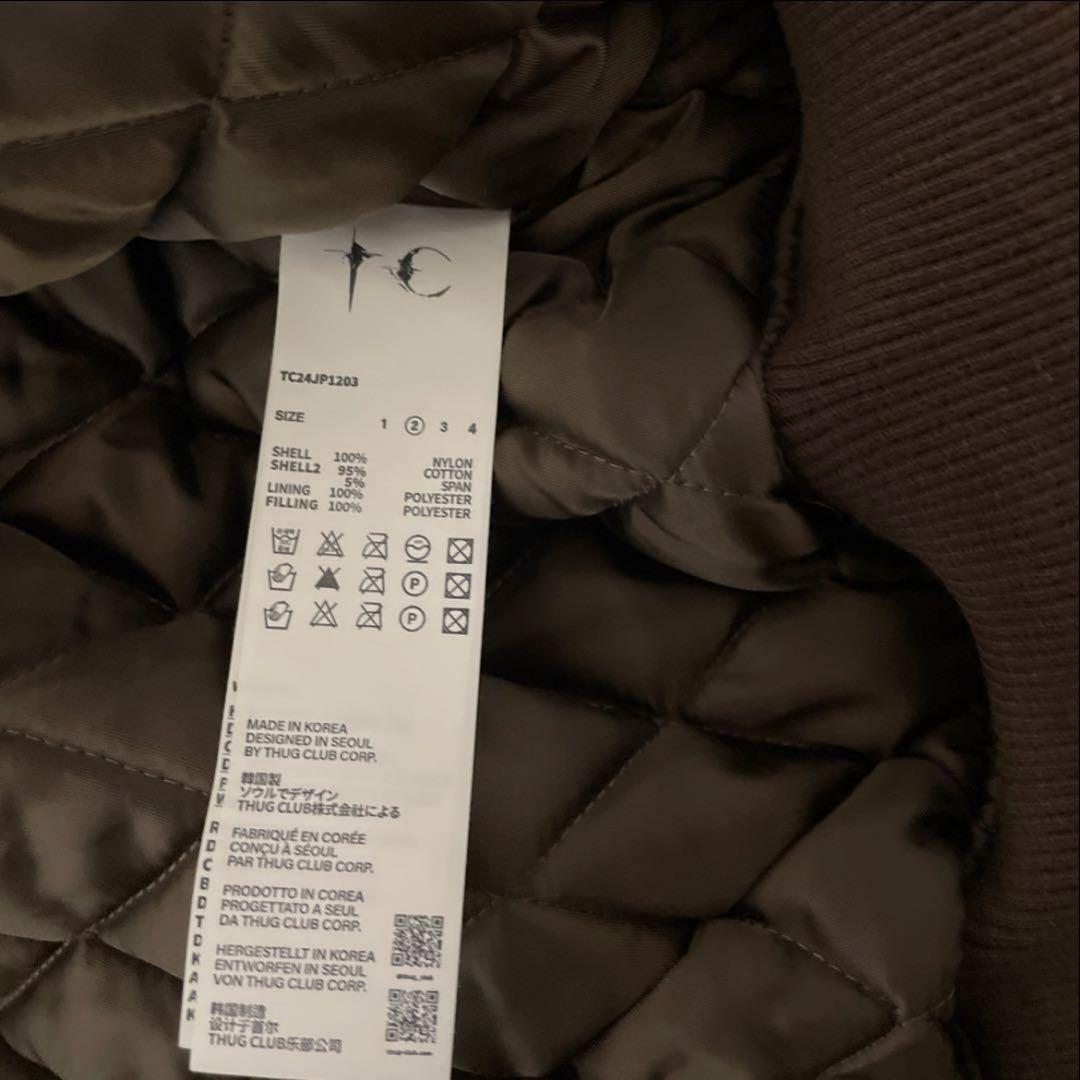 TC
TC24JP1203
SIZE 1 2 3 4
SHELL 100% NYLON
SHELL2 95% COTTON
5% SPAN
LINING 100% POLYESTER
FILLING 100% POLYESTER
P
P
MADE IN KOREA
DESIGNED IN SEOUL
BY THUG CLUB CORP.
韓国製
ソウルでデザイン
THUG CLUB株式会社による
FABRIQUÉ EN CORÉE
CONÇU À SÉOUL
PAR THUG CLUB CORP.
PRODOTTO IN COREA
PROGETTATO A SEUL
DA THUG CLUB CORP.
HERGESTELLT IN KOREA
ENTWORFEN IN SEOUL
VON THUG CLUB CORP.
韩国制造
设计于首尔
THUG CLUB乐部公司
@thug_club
thug-club.com